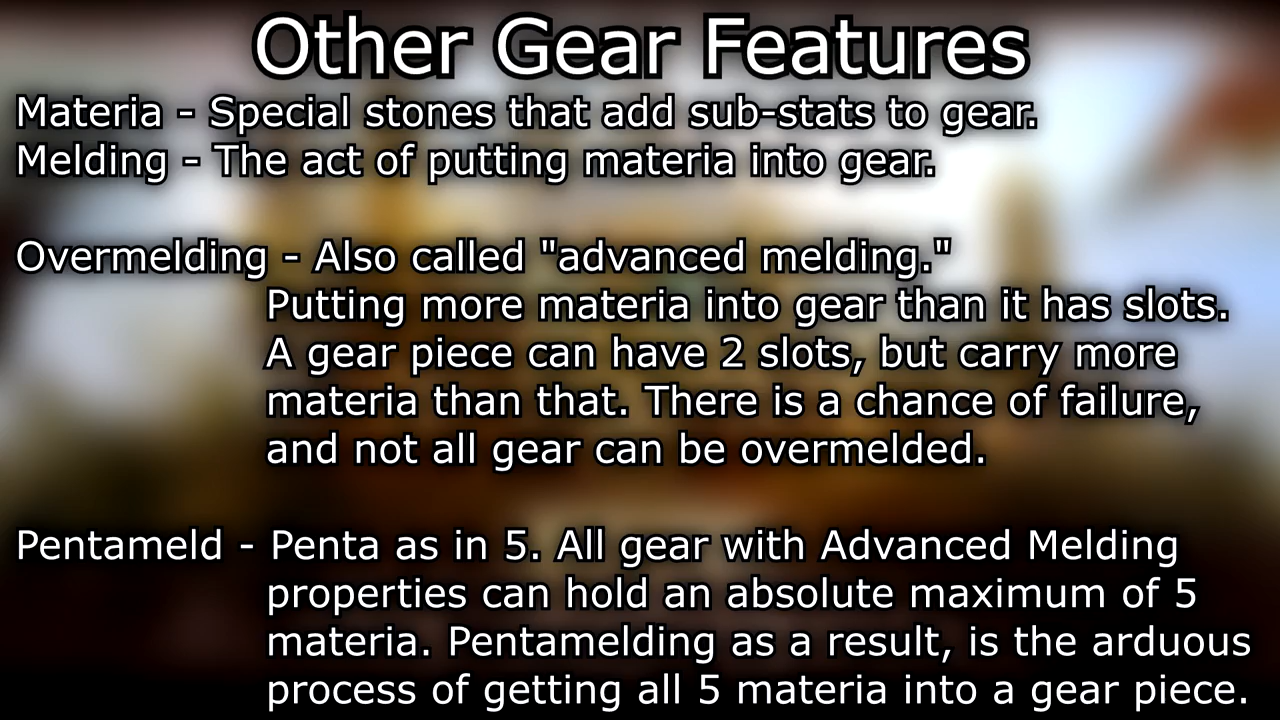 Other Gear Features
Materia - Special stones that add sub-stats to gear.
Melding - The act of putting materia into gear.
Overmelding - Also called "advanced melding."
Putting more materia into gear than it has slots.
A gear piece can have 2 slots, but carry more
materia than that. There is a chance of failure,
and not all gear can be overmelded.
Pentameld - Penta as in 5. All gear with Advanced Melding
properties can hold an absolute maximum of 5
materia. Pentamelding as a result, is the arduous
process of getting all 5 materia into a gear piece.